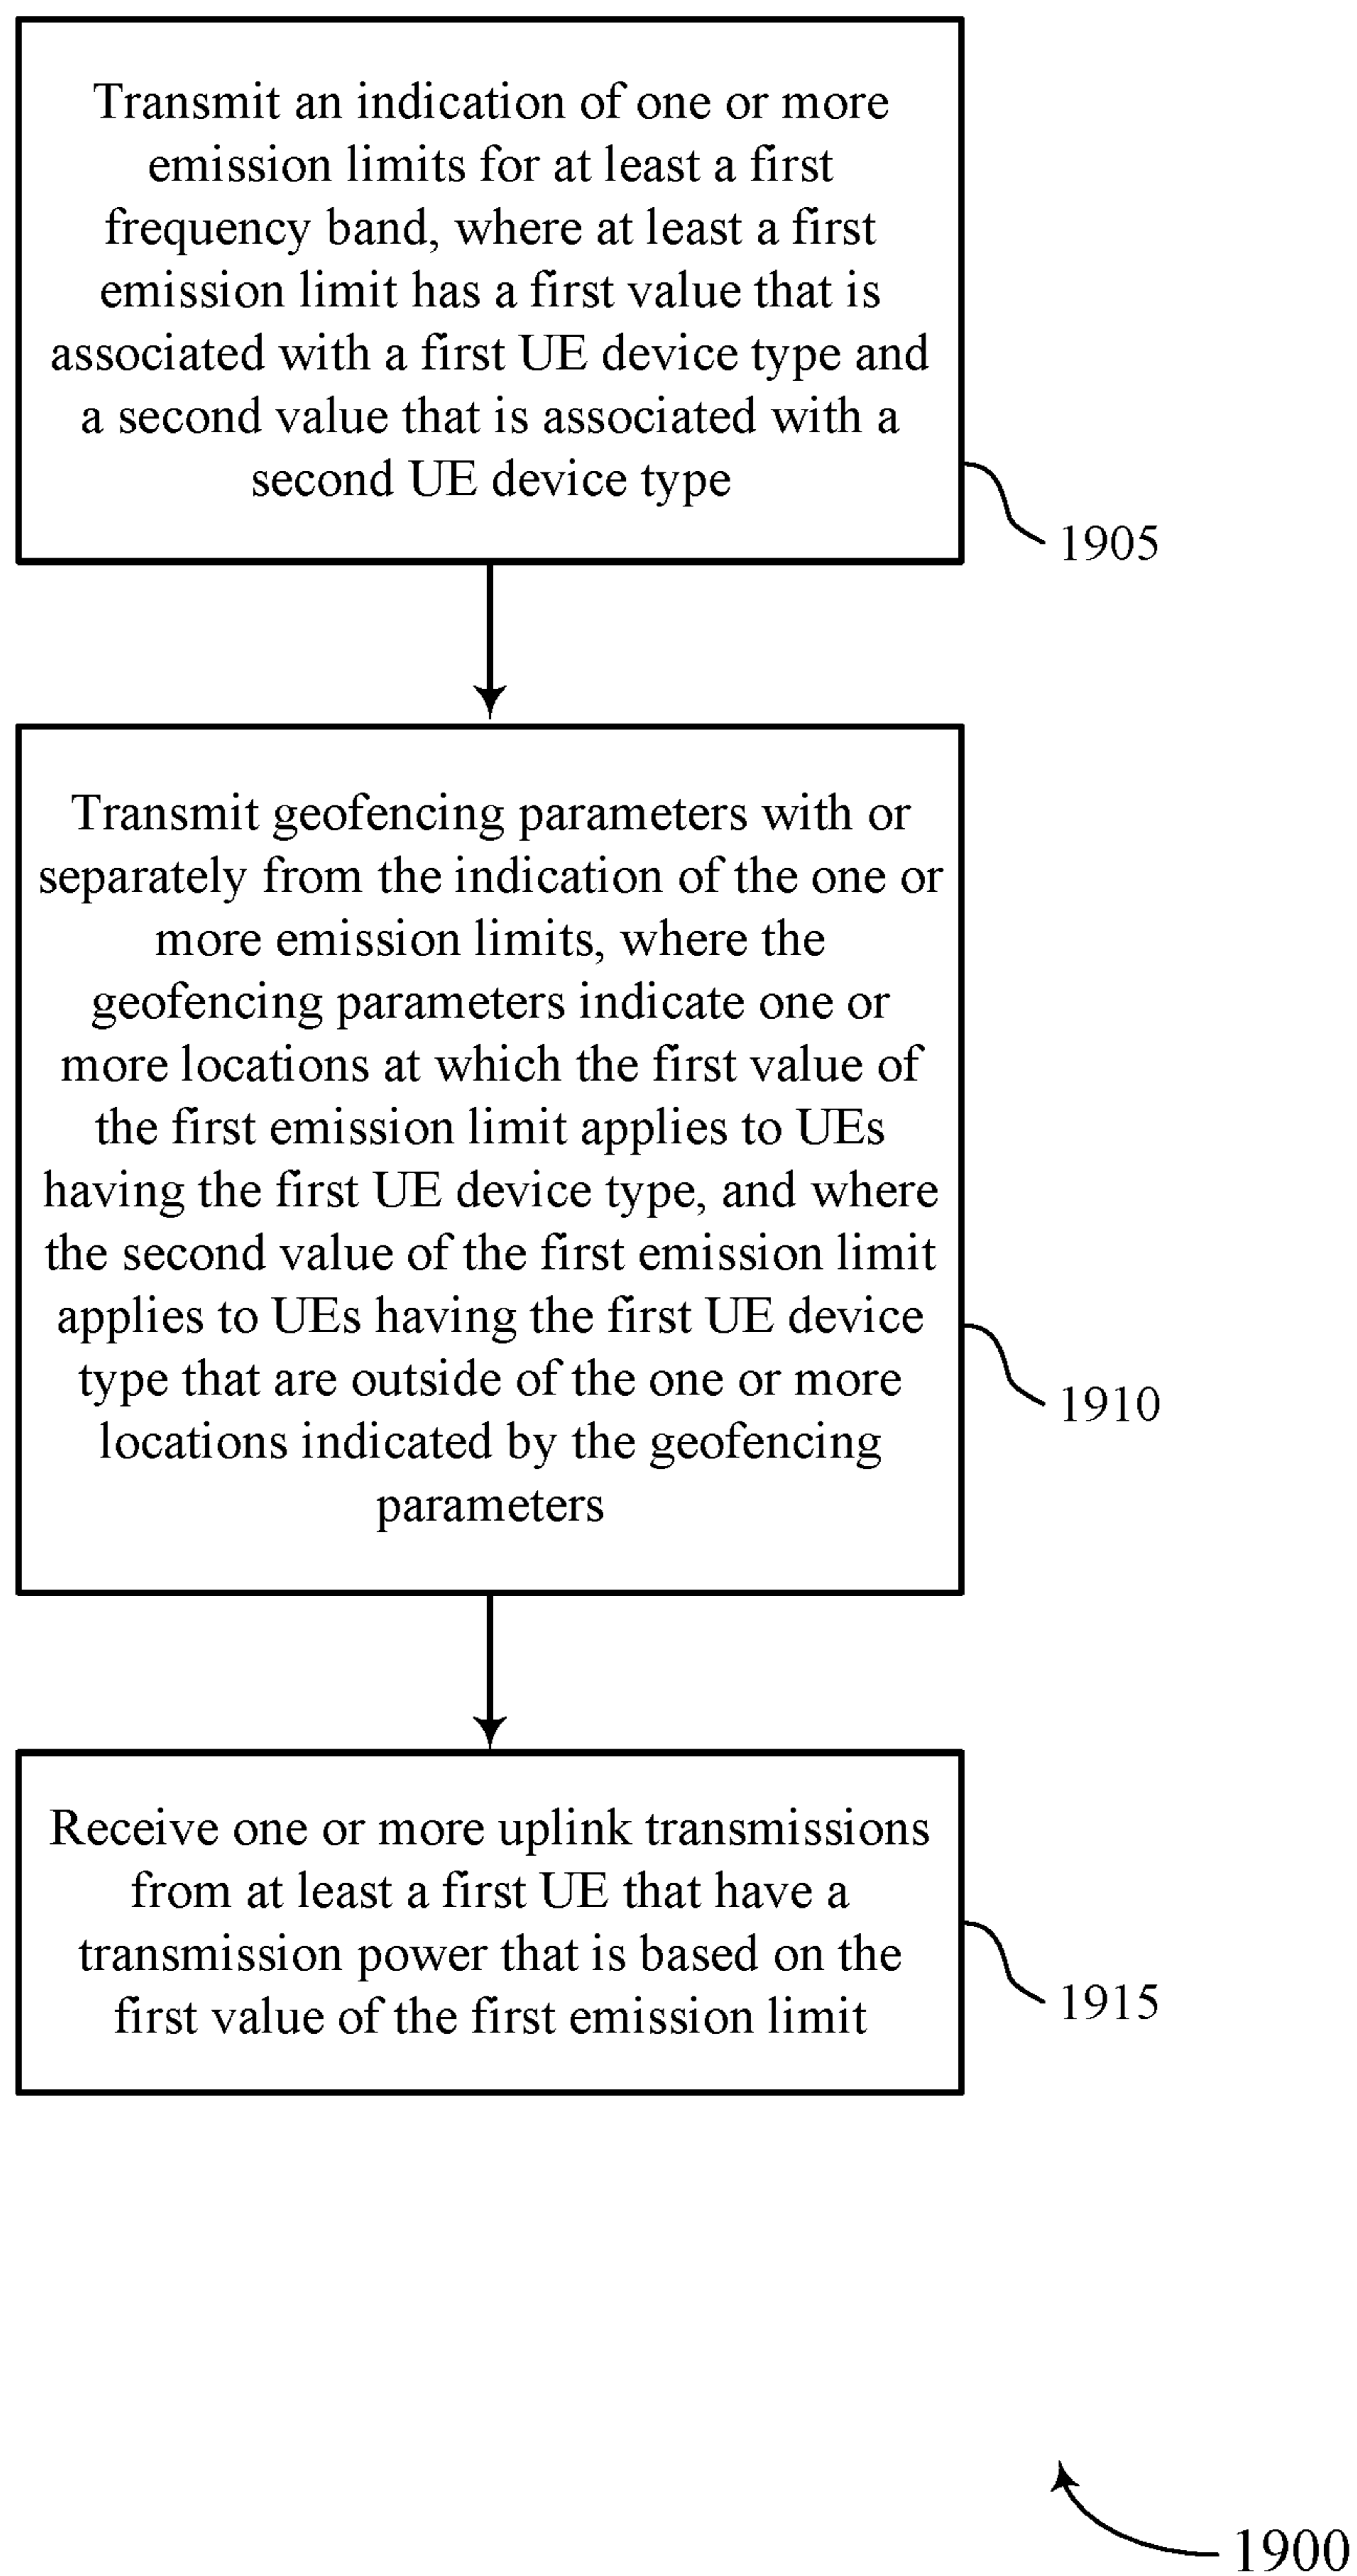 Transmit an indication of one or more
emission limits for at least a first
frequency band, where at least a first
emission limit has a first value that is
associated with a first UE device type and
a second value that is associated with a
second UE device type
1905
Transmit geofencing parameters with or
separately from the indication of the one or
more emission limits, where the
geofencing parameters indicate one or
more locations at which the first value of
the first emission limit applies to UEs
having the first UE device type, and where
the second value of the first emission limit
applies to UEs having the first UE device
type that are outside of the one or more
locations indicated by the geofencing
parameters
1910
Receive one or more uplink transmissions
from at least a first UE that have a
transmission power that is based on the
first value of the first emission limit
1915
1900